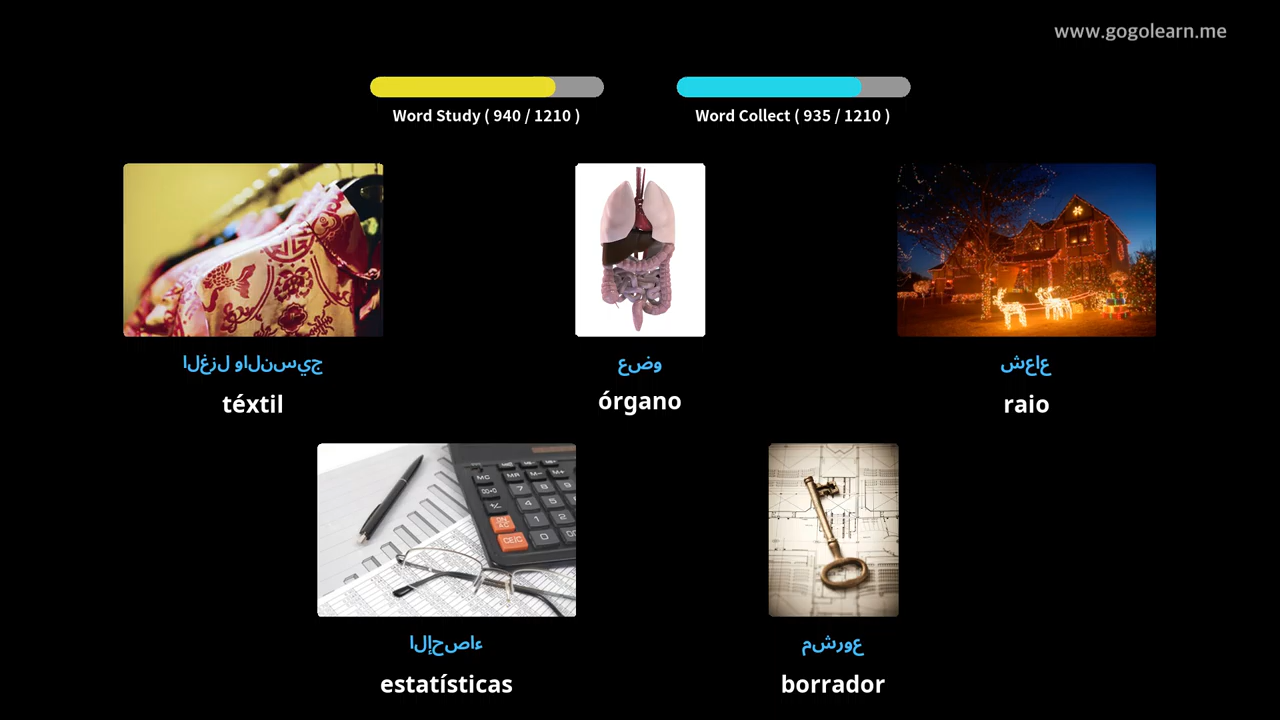 www.gogolearn.me
Word Study ( 940 / 1210 )
Word Collect ( 935 / 1210 )
الغزل والنسيج
téxtil
عضو
órgano
شعاع
raio
الإحصاء
estatísticas
مشروع
borrador